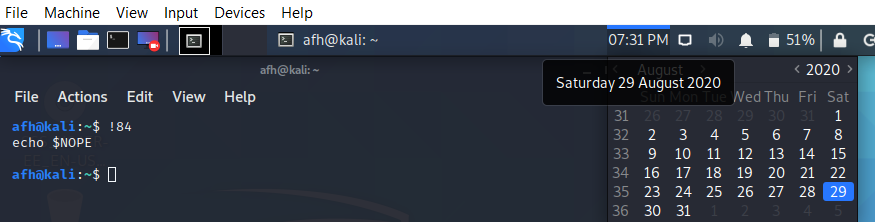 File Machine View Input Devices Help
afh@kali: ~ 07:31 PM 51%
afh@kali: ~
August 2020
Saturday 29 August 2020
File Actions Edit View Help
Sun Mon Tue Wed Thu Fri Sat
31 26 27 28 29 30 31 1
32 2 3 4 5 6 7 8
33 9 10 11 12 13 14 15
34 16 17 18 19 20 21 22
35 23 24 25 26 27 28 29
36 30 31 1 2 3 4 5
afh@kali:~$ !84
echo $NOPE
afh@kali:~$